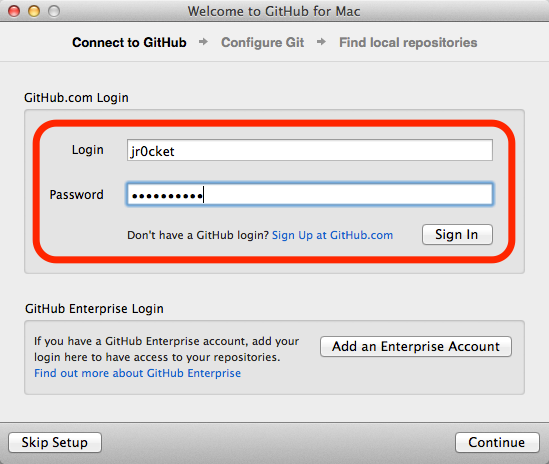 Welcome to GitHub for Mac
Connect to GitHub → Configure Git → Find local repositories
GitHub.com Login
Login jr0cket
Password ••••••••••
Don't have a GitHub login? Sign Up at GitHub.com Sign In
GitHub Enterprise Login
If you have a GitHub Enterprise account, add your
login here to have access to your repositories.
Find out more about GitHub Enterprise
Add an Enterprise Account
Skip Setup Continue